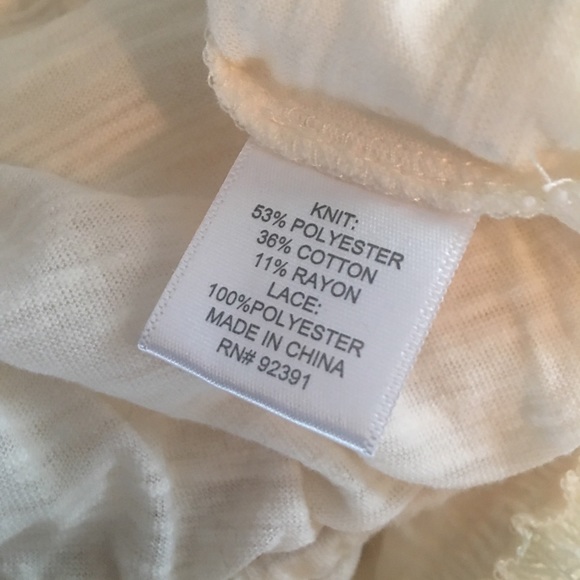 KNIT:
53% POLYESTER
36% COTTON
11% RAYON
LACE:
100%POLYESTER
MADE IN CHINA
RN# 92391